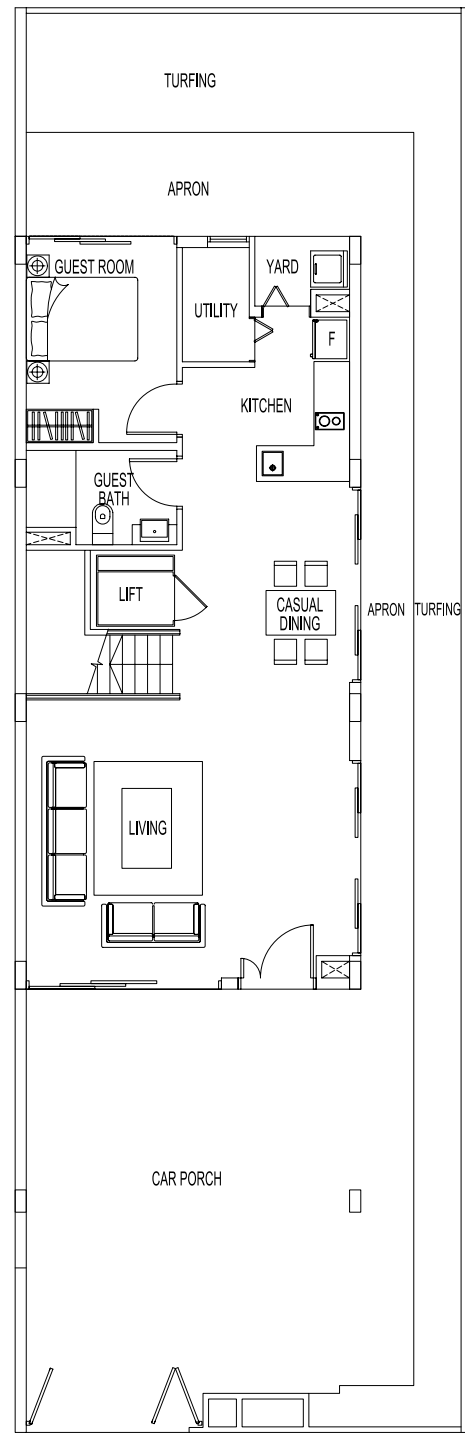 TURFING
APRON
GUEST ROOM
YARD
UTILITY
F
KITCHEN
GUEST
BATH
LIFT
CASUAL
DINING
APRON
TURFING
LIVING
CAR PORCH